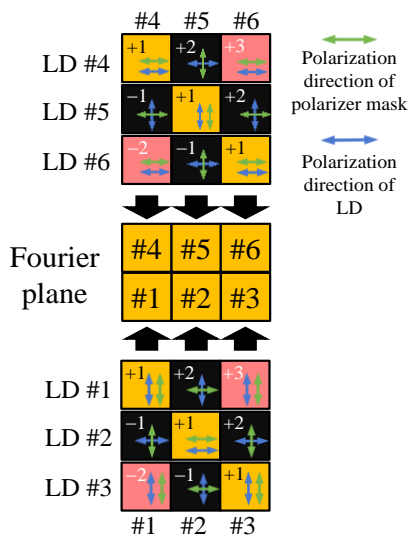 #4 #5 #6
LD #4 +1 +2 +3
LD #5 −1 +1 +2
LD #6 −2 −1 +1
Polarization
direction of
polarizer mask
Polarization
direction of
LD
Fourier
plane
#4 #5 #6
#1 #2 #3
LD #1 +1 +2 +3
LD #2 −1 +1 +2
LD #3 −2 −1 +1
#1 #2 #3